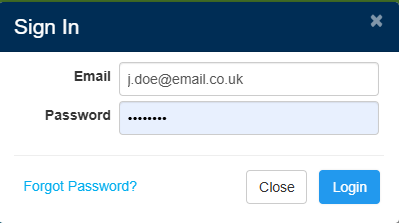 Sign In
Email j.doe@email.co.uk
Password ••••••••
Forgot Password? Close Login